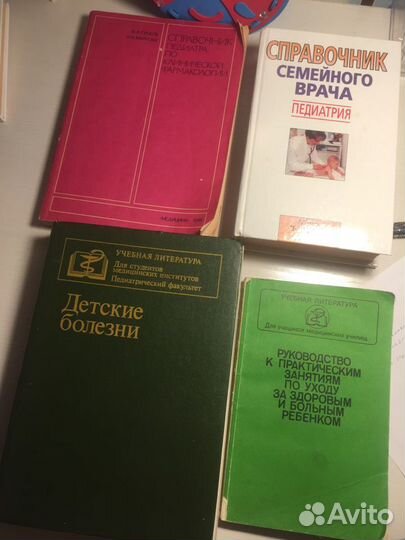 СПРАВОЧНИК
ПЕДИАТРА
ПО
КЛИНИЧЕСКОЙ
ФАРМАКОЛОГИИ
СПРАВОЧНИК
СЕМЕЙНОГО
ВРАЧА
ПЕДИАТРИЯ
УЧЕБНАЯ ЛИТЕРАТУРА
Для студентов
медицинских институтов
Педиатрический факультет
Детские
болезни
УЧЕБНАЯ ЛИТЕРАТУРА
Для учащихся медицинских училищ
РУКОВОДСТВО
К ПРАКТИЧЕСКИМ
ЗАНЯТИЯМ
ПО УХОДУ
ЗА ЗДОРОВЫМ
И БОЛЬНЫМ
РЕБЕНКОМ
Avito